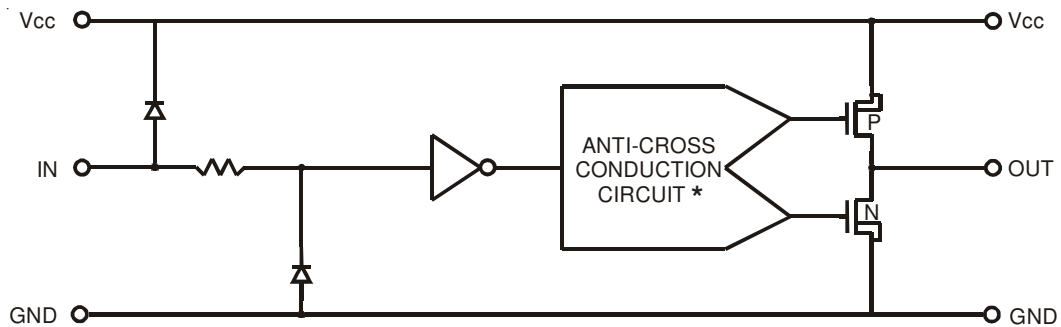 Vcc
Vcc
P
ANTI-CROSS
CONDUCTION
CIRCUIT *
IN
OUT
N
GND
GND